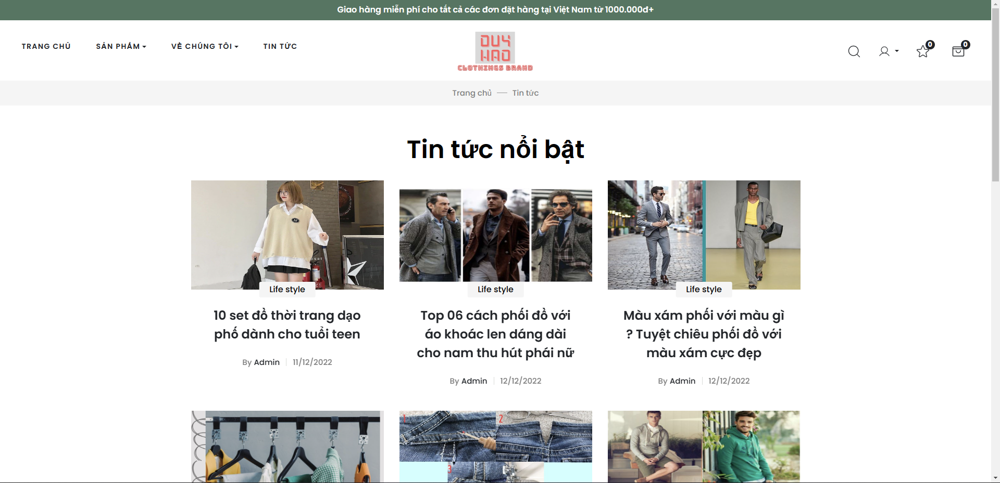 Giao hàng miễn phí cho tất cả các đơn đặt hàng tại Việt Nam từ 1000.000đ+
TRANG CHỦ
SẢN PHẨM
VỀ CHÚNG TÔI
TIN TỨC
DUY
HAO
CLOTHINGS BRAND
0
0
Trang chủ
Tin tức
Tin tức nổi bật
Life style
Life style
Life style
10 set đồ thời trang dạo
phố dành cho tuổi teen
By Admin
11/12/2022
Top 06 cách phối đồ với
áo khoác len dáng dài
cho nam thu hút phái nữ
By Admin
12/12/2022
Màu xám phối với màu gì
? Tuyệt chiêu phối đồ với
màu xám cực đẹp
By Admin
12/12/2022
1
2
3